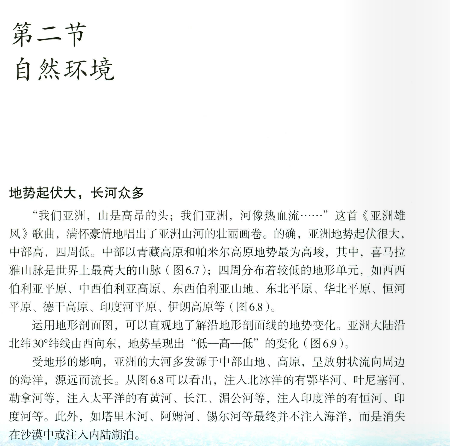 第二节
自然环境
地势起伏大，长河众多
“我们亚洲，山是高昂的头；我们亚洲，河像热血流……”这首《亚洲雄
风》歌曲，满怀豪情地唱出了亚洲山河的壮丽画卷。的确，亚洲地势起伏很大，
中部高，四周低。中部以青藏高原和帕米尔高原地势最为高峻，其中，喜马拉
雅山脉是世界上最高大的山脉（图6.7）；四周分布着较低的地形单元，如西西
伯利亚平原、中西伯利亚高原、东西伯利亚山地、东北平原、华北平原、恒河
平原、德干高原、印度河平原、伊朗高原等（图6.8）。
运用地形剖面图，可以直观地了解沿地形剖面线的地势变化。亚洲大陆沿
北纬30°纬线由西向东，地势呈现出“低—高—低”的变化（图6.9）。
受地形的影响，亚洲的大河多发源于中部山地、高原，呈放射状流向周边
的海洋，源远而流长。从图6.8可以看出，注入北冰洋的有鄂毕河、叶尼塞河、
勒拿河等，注入太平洋的有黄河、长江、湄公河等，注入印度洋的有恒河、印
度河等。此外，如塔里木河、阿姆河、锡尔河等最终并不注入海洋，而是消失
在沙漠中或注入内陆湖泊。